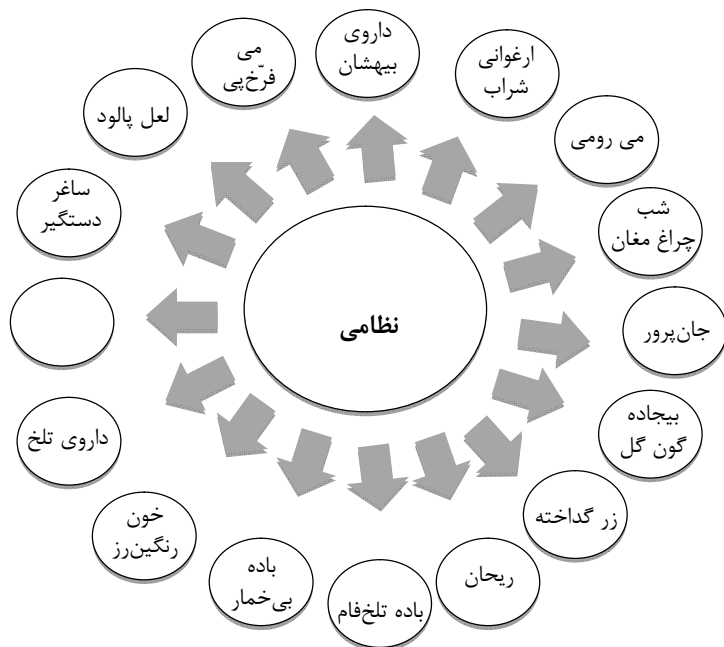 داروی
بیهشان
ارغوانی
شراب
می رومی
شب
چراغ مغان
جان‌پرور
بیجاده
گون گل
زر گداخته
ریحان
باده تلخ‌فام
باده
بی‌خمار
خون
رنگین‌رز
داروی تلخ
ساغر
دستگیر
لعل پالود
می
فرّخ‌پی
نظامی